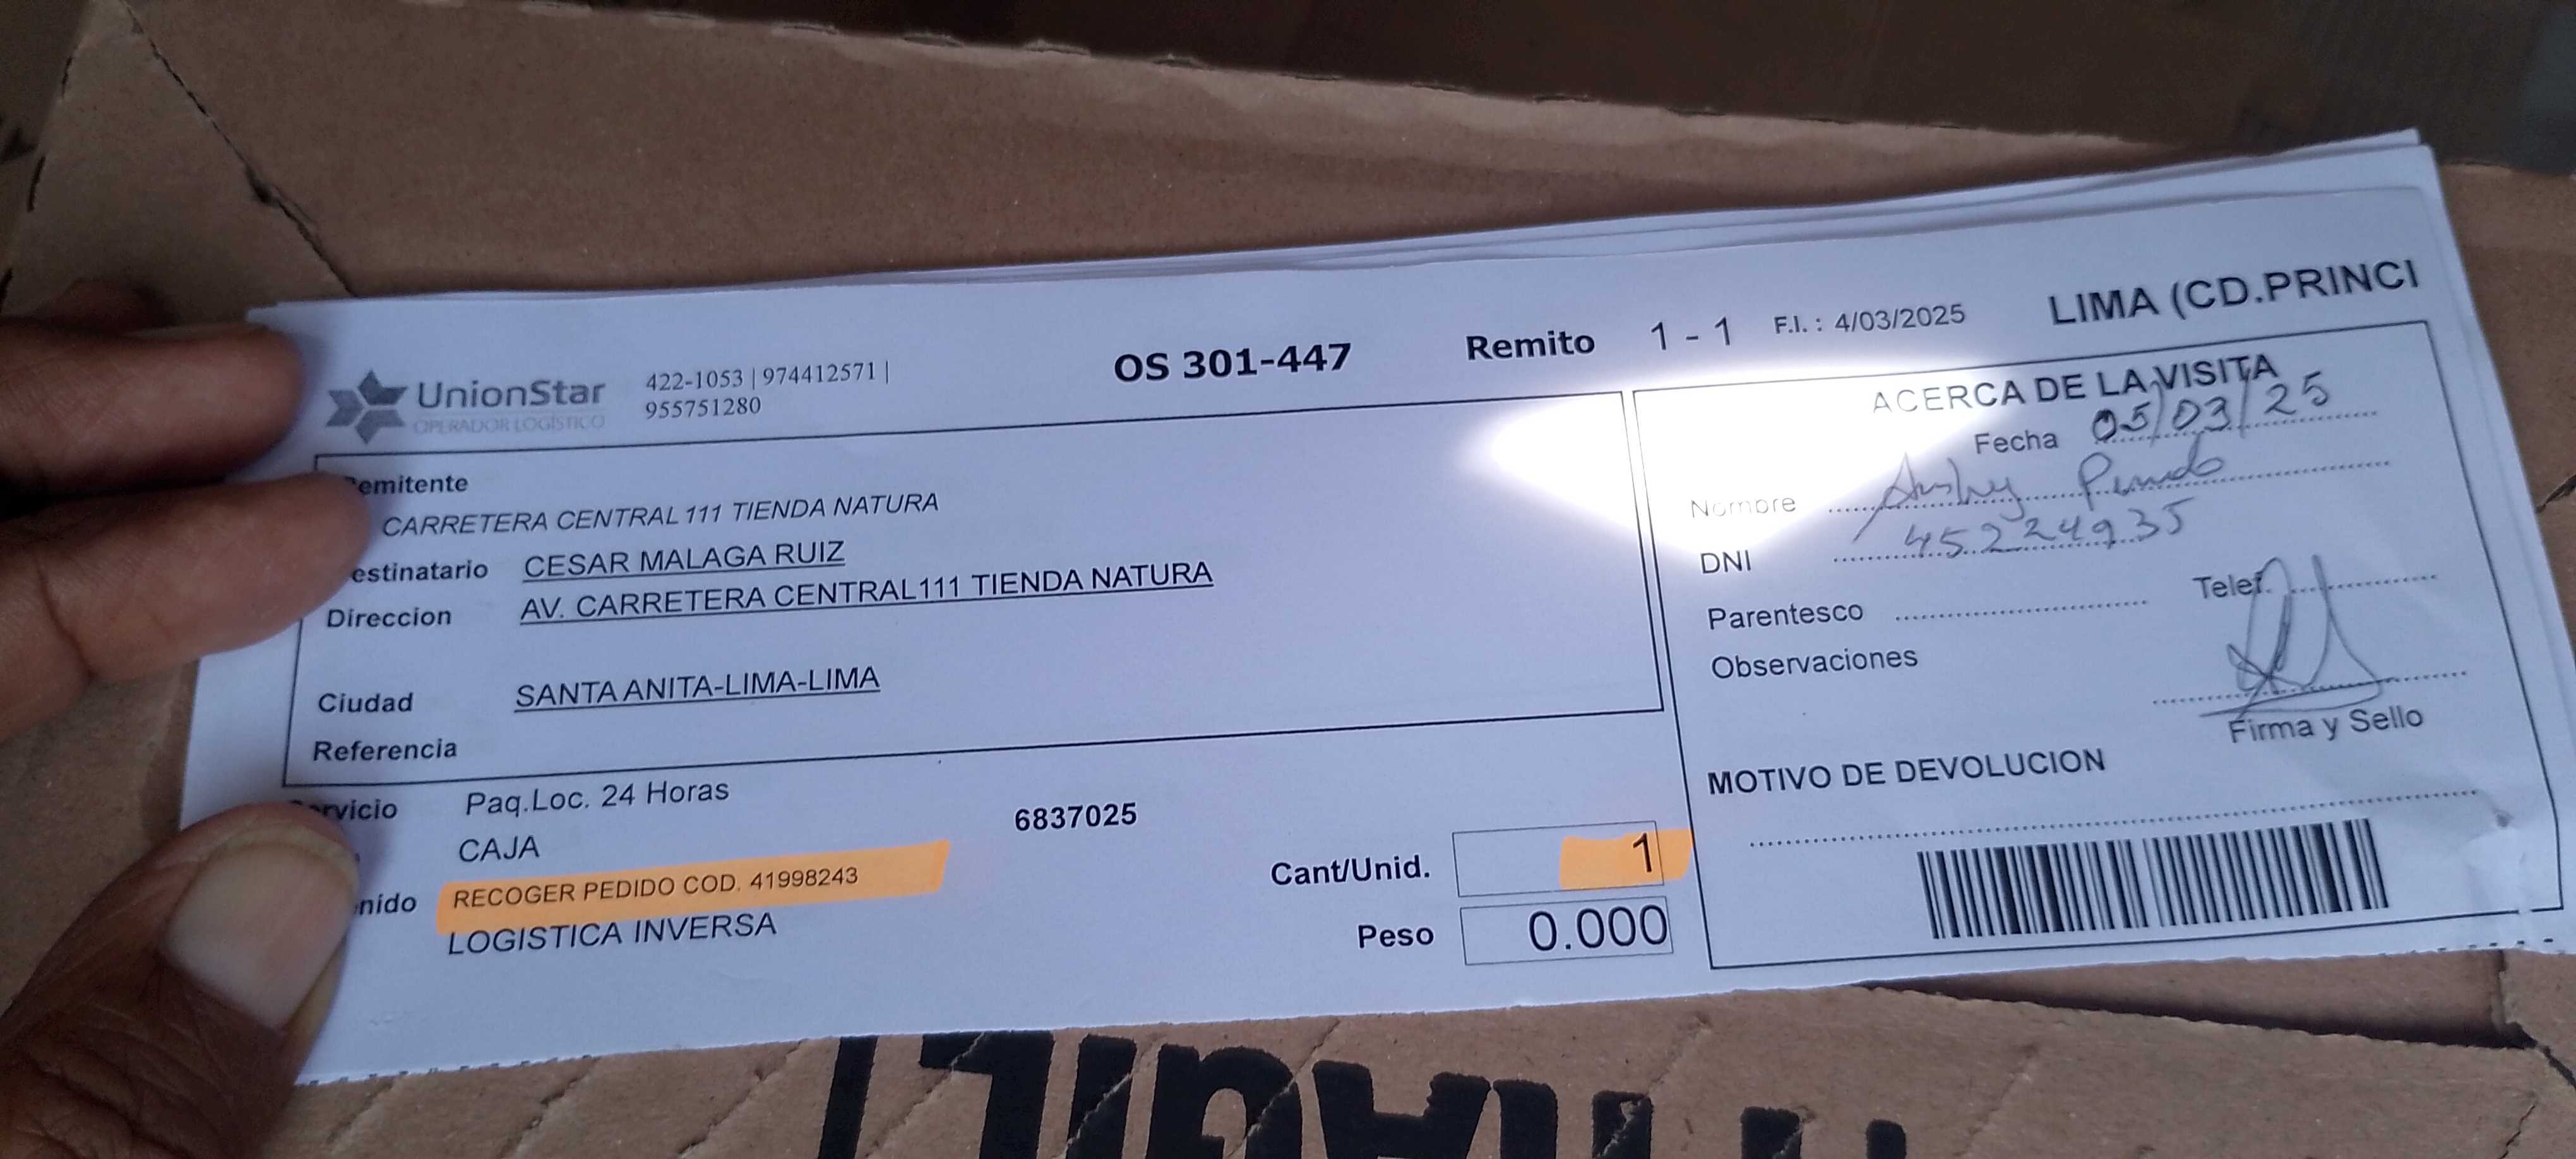 UnionStar
OPERADOR LOGÍSTICO
422-1053 | 974412571 |
955751280
OS 301-447
Remito 1 - 1
F.I. : 4/03/2025
LIMA (CD.PRINCI
emitente
CARRETERA CENTRAL 111 TIENDA NATURA
estinatario CESAR MALAGA RUIZ
Direccion AV. CARRETERA CENTRAL111 TIENDA NATURA
Ciudad SANTA ANITA-LIMA-LIMA
Referencia
ervicio Paq.Loc. 24 Horas
6837025
CAJA
nido RECOGER PEDIDO COD. 41998243
LOGISTICA INVERSA
Cant/Unid. 1
Peso 0.000
ACERCA DE LA VISITA
Fecha 05/03/25
Nombre
DNI 45224935
Parentesco
Telef.
Observaciones
Firma y Sello
MOTIVO DE DEVOLUCION